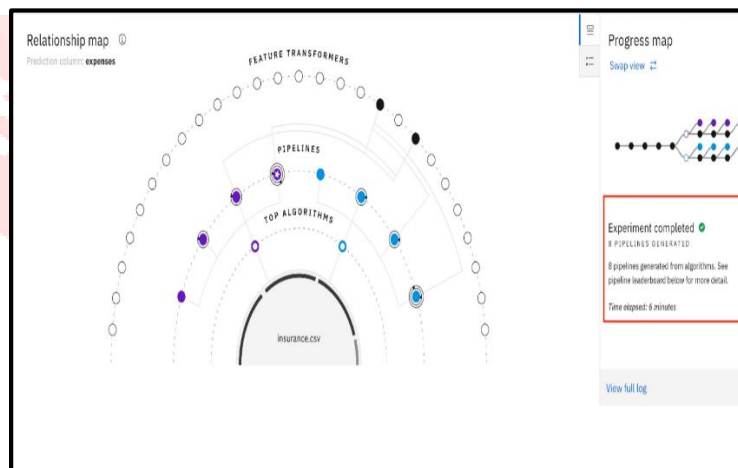 Relationship map
Prediction column: expenses
FEATURE TRANSFORMERS
PIPELINES
TOP ALGORITHMS
insurance.csv
Progress map
Swap view
Experiment completed
8 PIPELINES GENERATED
8 pipelines generated from algorithms. See
pipeline leaderboard below for more detail.
Time elapsed: 6 minutes
View full log